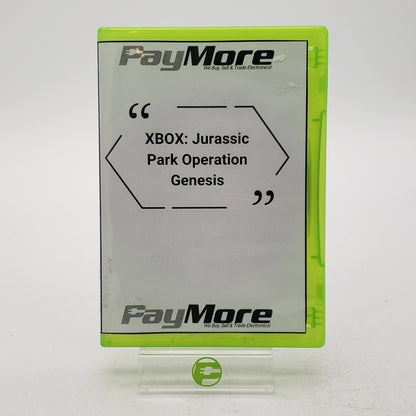 PayMore
We Buy, Sell & Trade Electronics!
“
XBOX: Jurassic
Park Operation
Genesis
”
PayMore
We Buy, Sell & Trade Electronics!